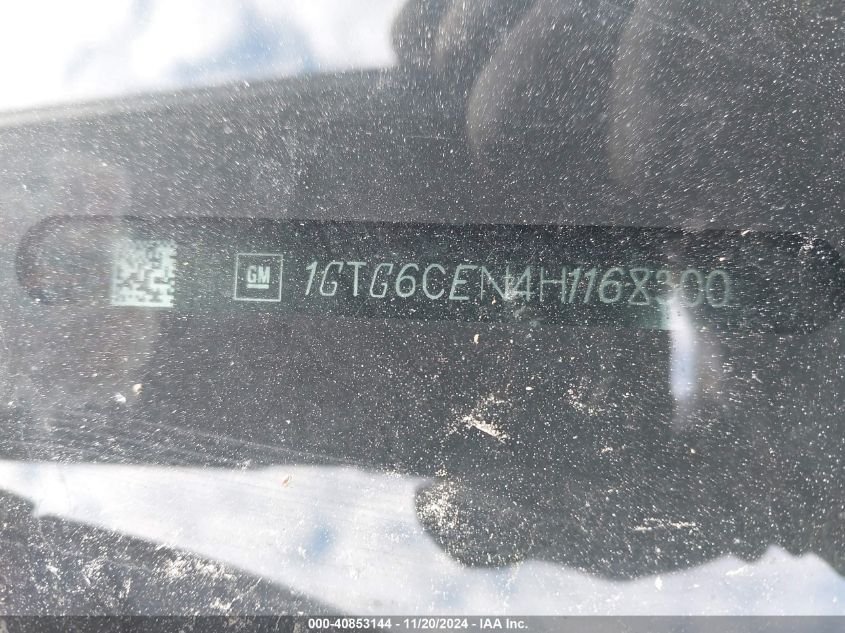 GM 1GTG6CEN4H1168300
000-40853144 - 11/20/2024 - IAA Inc.